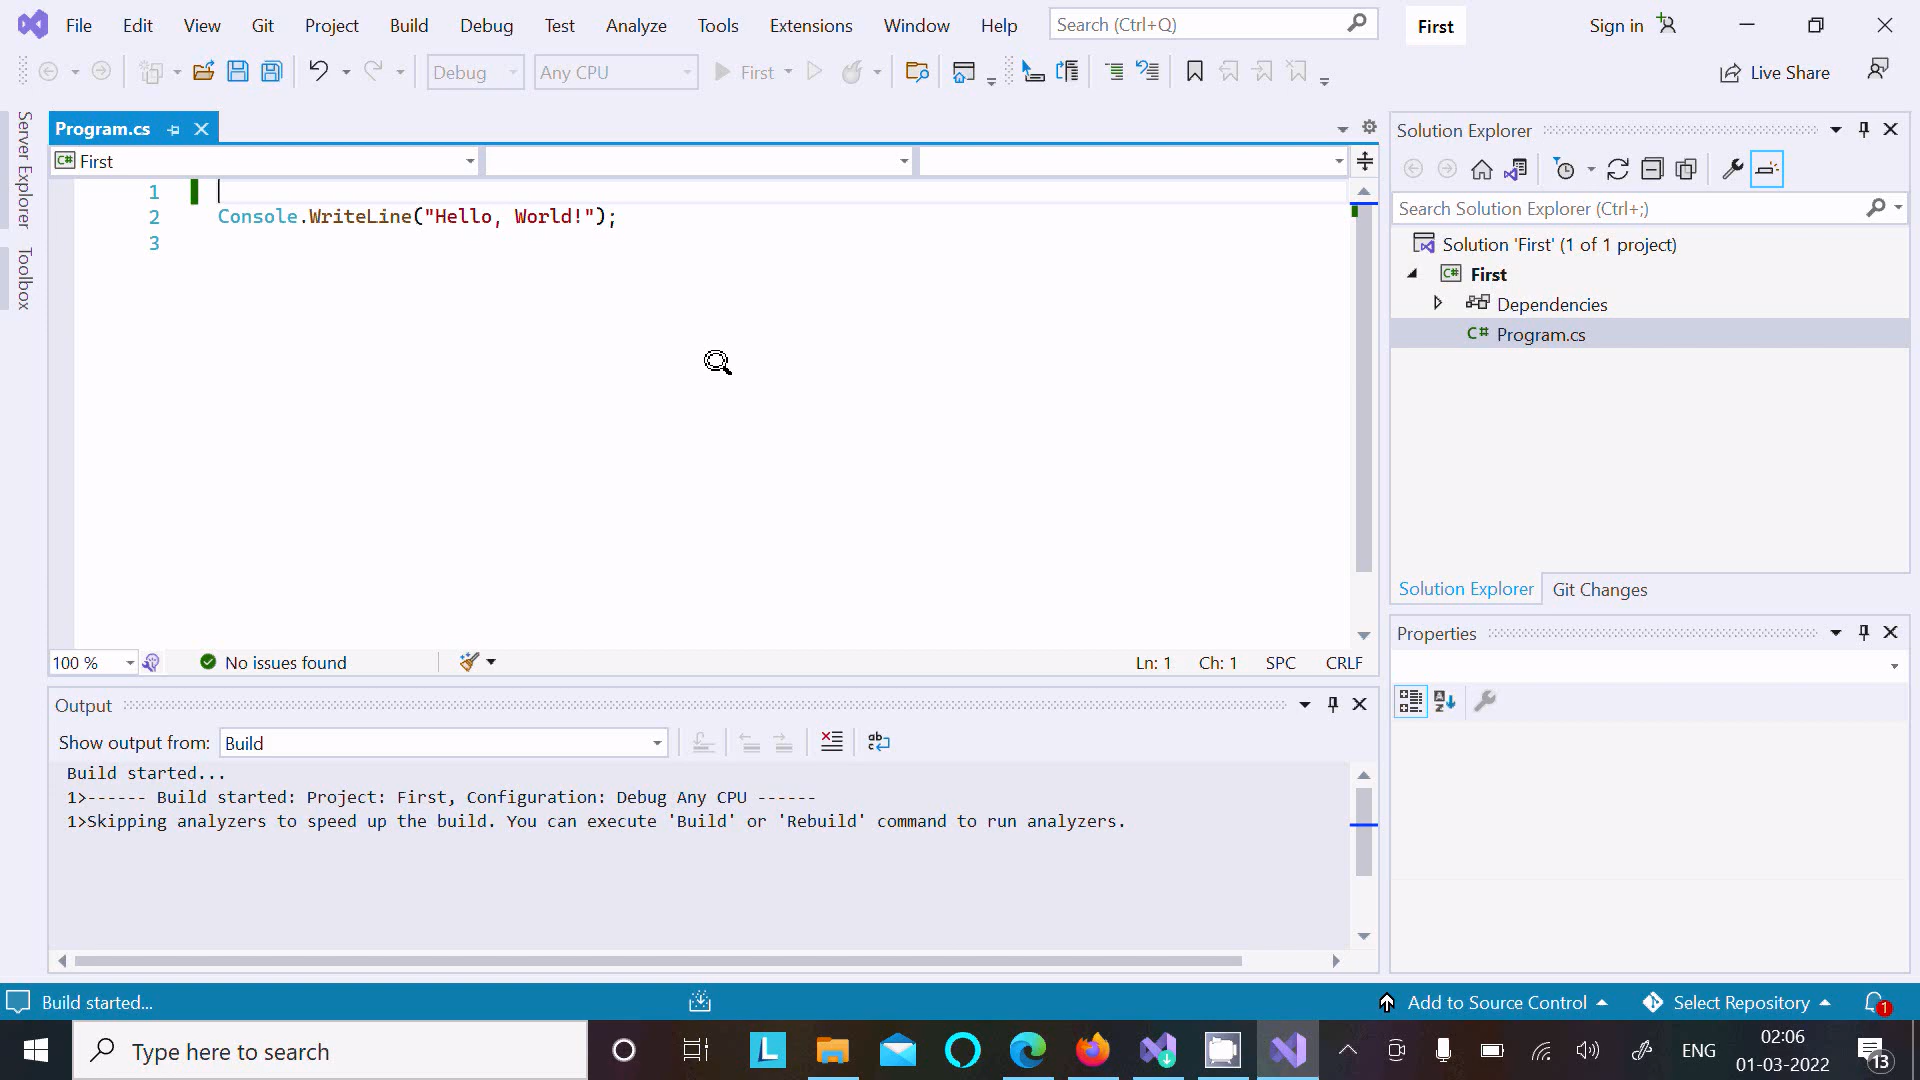 File Edit View Git Project Build Debug Test Analyze Tools Extensions Window Help Search (Ctrl+Q) First Sign in
Debug Any CPU First Live Share
Server Explorer
Toolbox
Program.cs
C# First
1
2 Console.WriteLine("Hello, World!");
3
100 % No issues found Ln: 1 Ch: 1 SPC CRLF
Output
Show output from: Build
Build started...
1>------ Build started: Project: First, Configuration: Debug Any CPU ------
1>Skipping analyzers to speed up the build. You can execute 'Build' or 'Rebuild' command to run analyzers.
Solution Explorer
Search Solution Explorer (Ctrl+;)
Solution 'First' (1 of 1 project)
C# First
Dependencies
C# Program.cs
Solution Explorer Git Changes
Properties
Build started... Add to Source Control Select Repository 1
Type here to search L ENG 02:06
01-03-2022 13